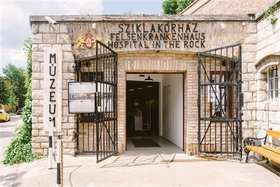 SZIKLAKÓRHÁZ
FELSENKRANKENHAUS
HOSPITAL IN THE ROCK
MÚZEUM